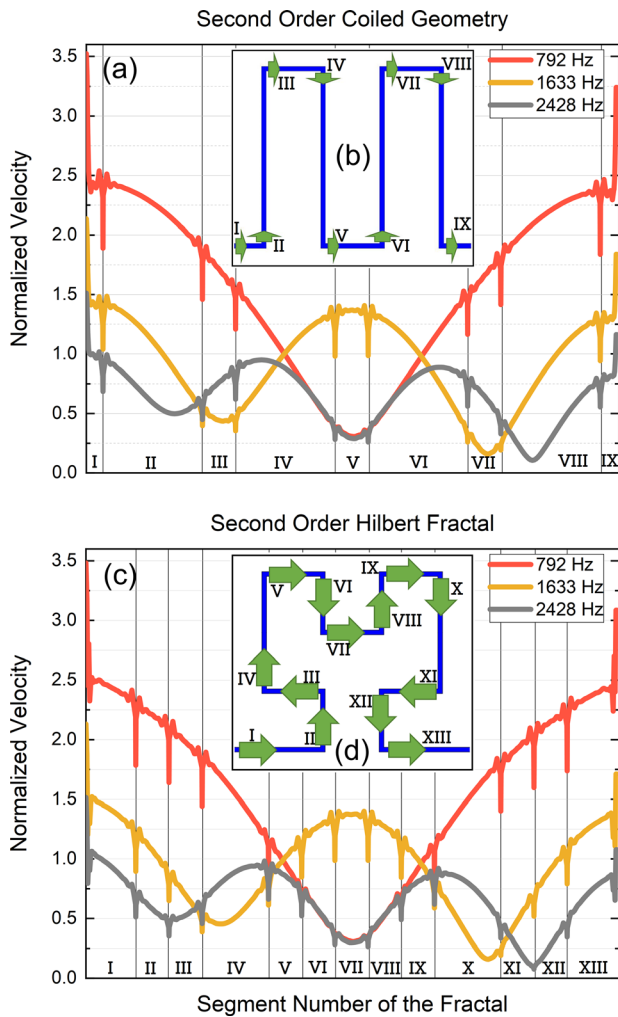 Second Order Coiled Geometry
(a)
792 Hz
1633 Hz
2428 Hz
(b)
I
II
III
IV
V
VI
VII
VIII
IX
Normalized Velocity
3.5
3.0
2.5
2.0
1.5
1.0
0.5
0.0
I II III IV V VI VII VIII IX
Second Order Hilbert Fractal
(c)
792 Hz
1633 Hz
2428 Hz
(d)
I
II
III
IV
V
VI
VII
VIII
IX
X
XI
XII
XIII
Normalized Velocity
3.5
3.0
2.5
2.0
1.5
1.0
0.5
0.0
I II III IV V VI VII VIII IX X XI XII XIII
Segment Number of the Fractal